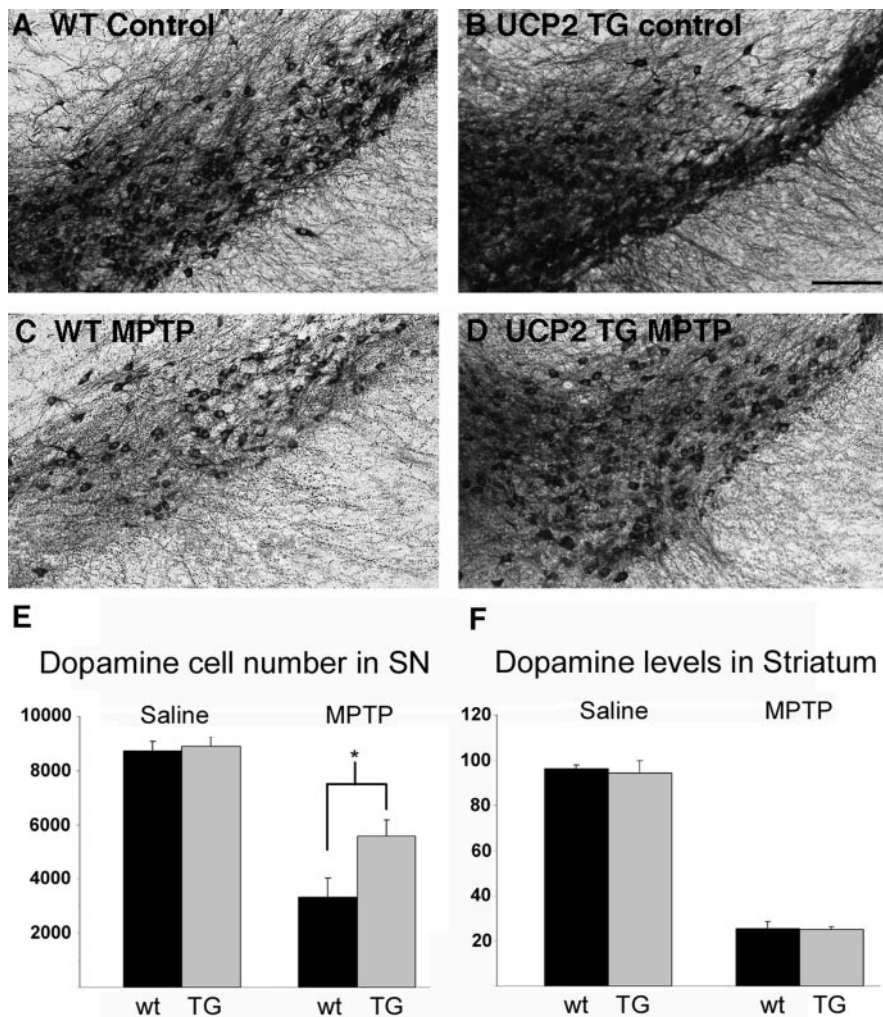 A WT Control
B UCP2 TG control
C WT MPTP
D UCP2 TG MPTP
E
Dopamine cell number in SN
10000
8000
6000
4000
2000
Saline
MPTP
*
wt TG wt TG
F
Dopamine levels in Striatum
120
100
80
60
40
20
Saline
MPTP
wt TG wt TG